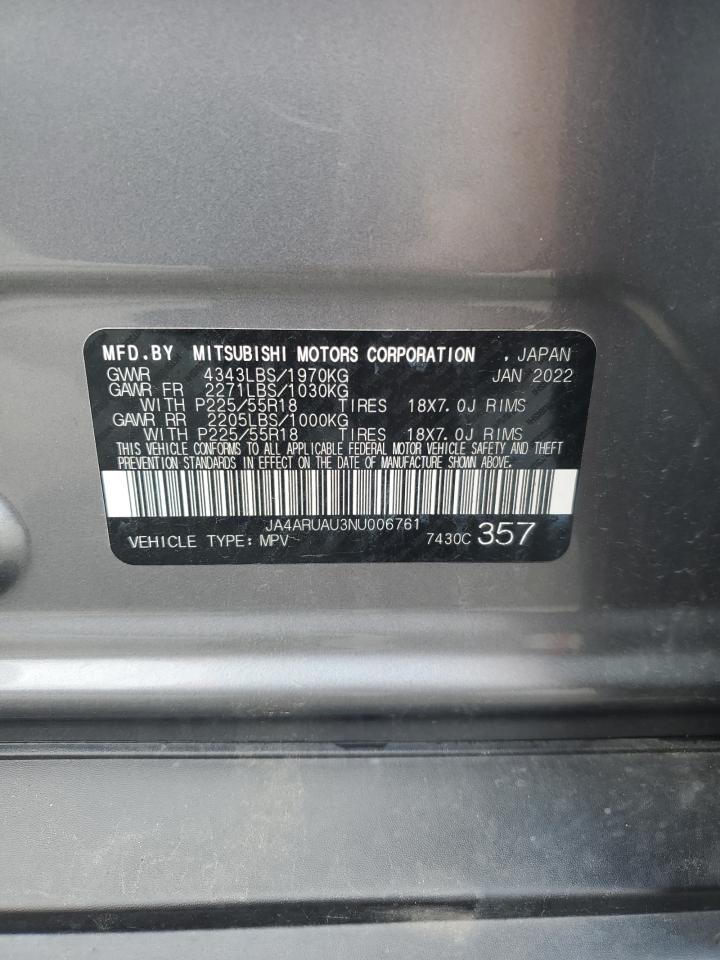 MFD.BY MITSUBISHI MOTORS CORPORATION , JAPAN
GVWR 4343LBS/1970KG JAN 2022
GAWR FR 2271LBS/1030KG
WITH P225/55R18 TIRES 18X7.0J RIMS
GAWR RR 2205LBS/1000KG
WITH P225/55R18 TIRES 18X7.0J RIMS
THIS VEHICLE CONFORMS TO ALL APPLICABLE FEDERAL MOTOR VEHICLE SAFETY AND THEFT
PREVENTION STANDARDS IN EFFECT ON THE DATE OF MANUFACTURE SHOWN ABOVE.
JA4ARUAU3NU006761
VEHICLE TYPE: MPV 7430C 357